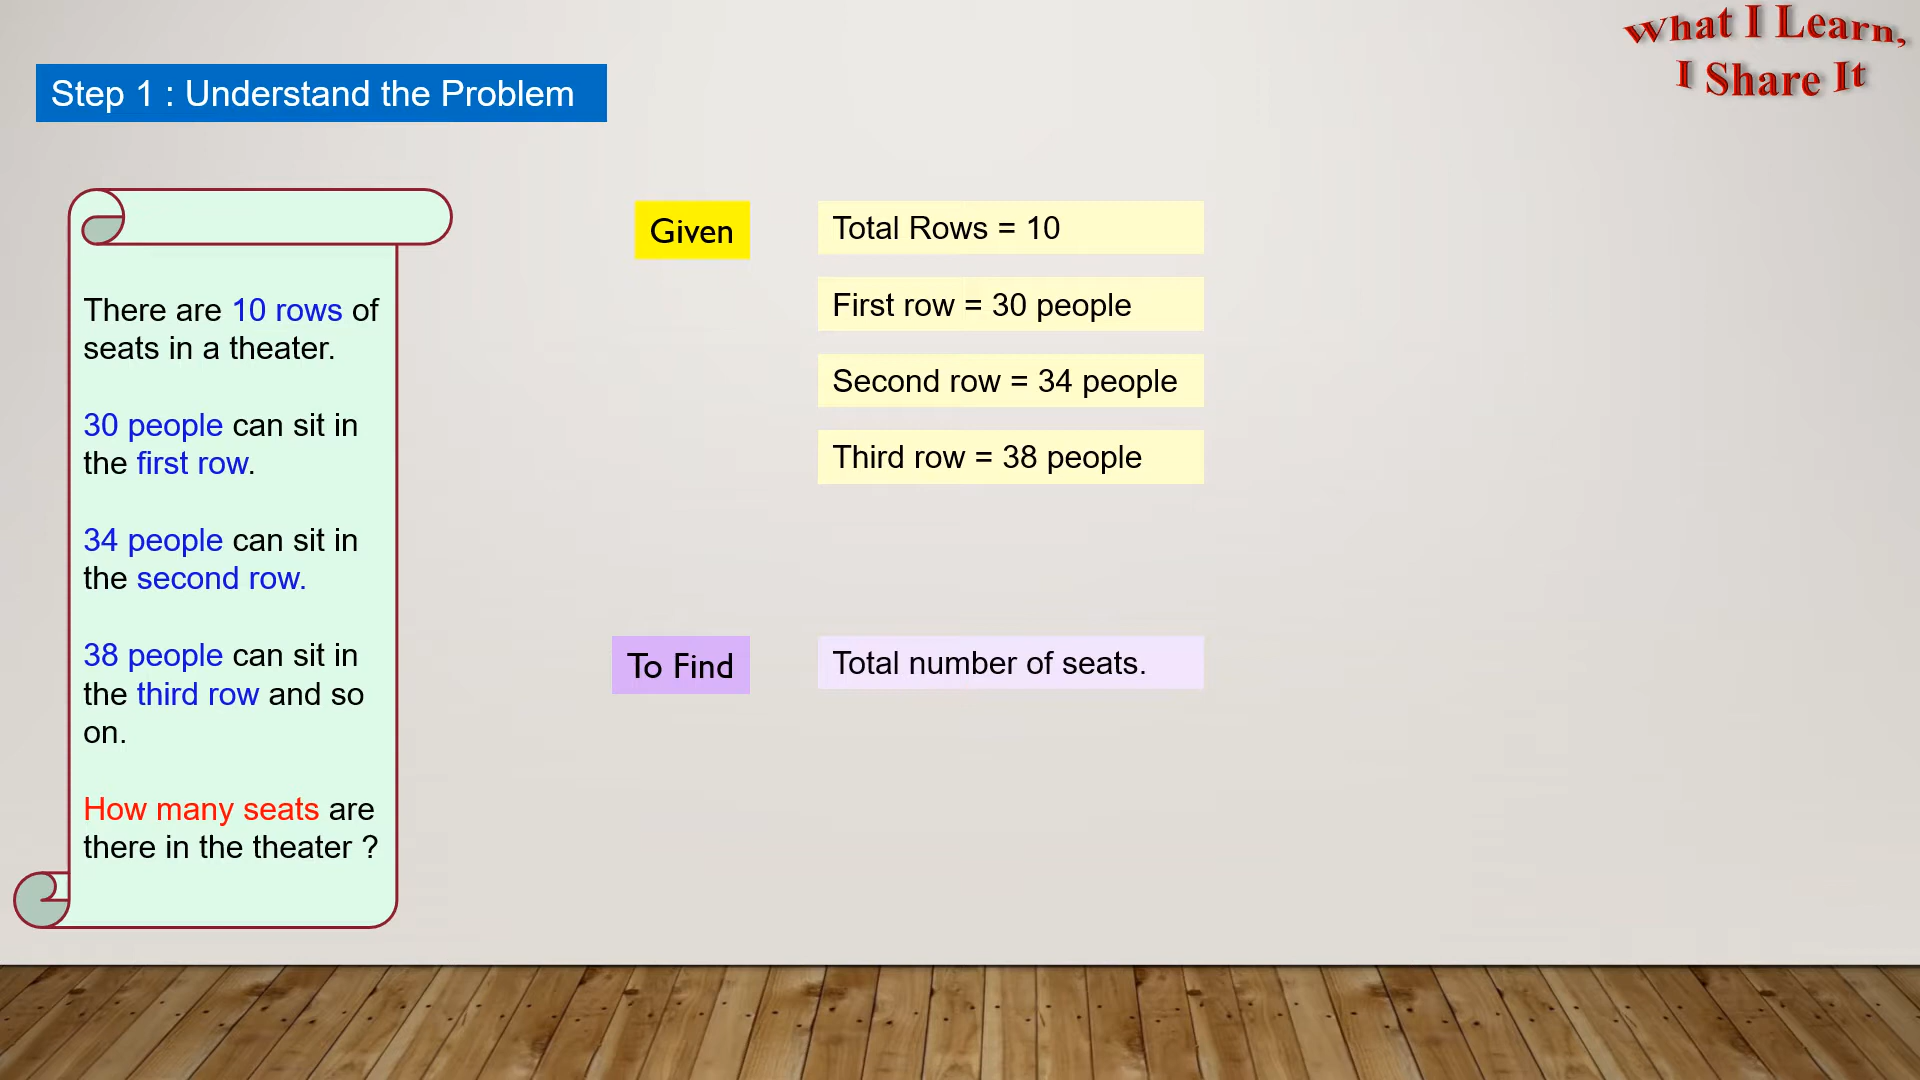 What I Learn,
I Share It
Step 1 : Understand the Problem
There are 10 rows of
seats in a theater.
30 people can sit in
the first row.
34 people can sit in
the second row.
38 people can sit in
the third row and so
on.
How many seats are
there in the theater ?
Given
Total Rows = 10
First row = 30 people
Second row = 34 people
Third row = 38 people
To Find
Total number of seats.